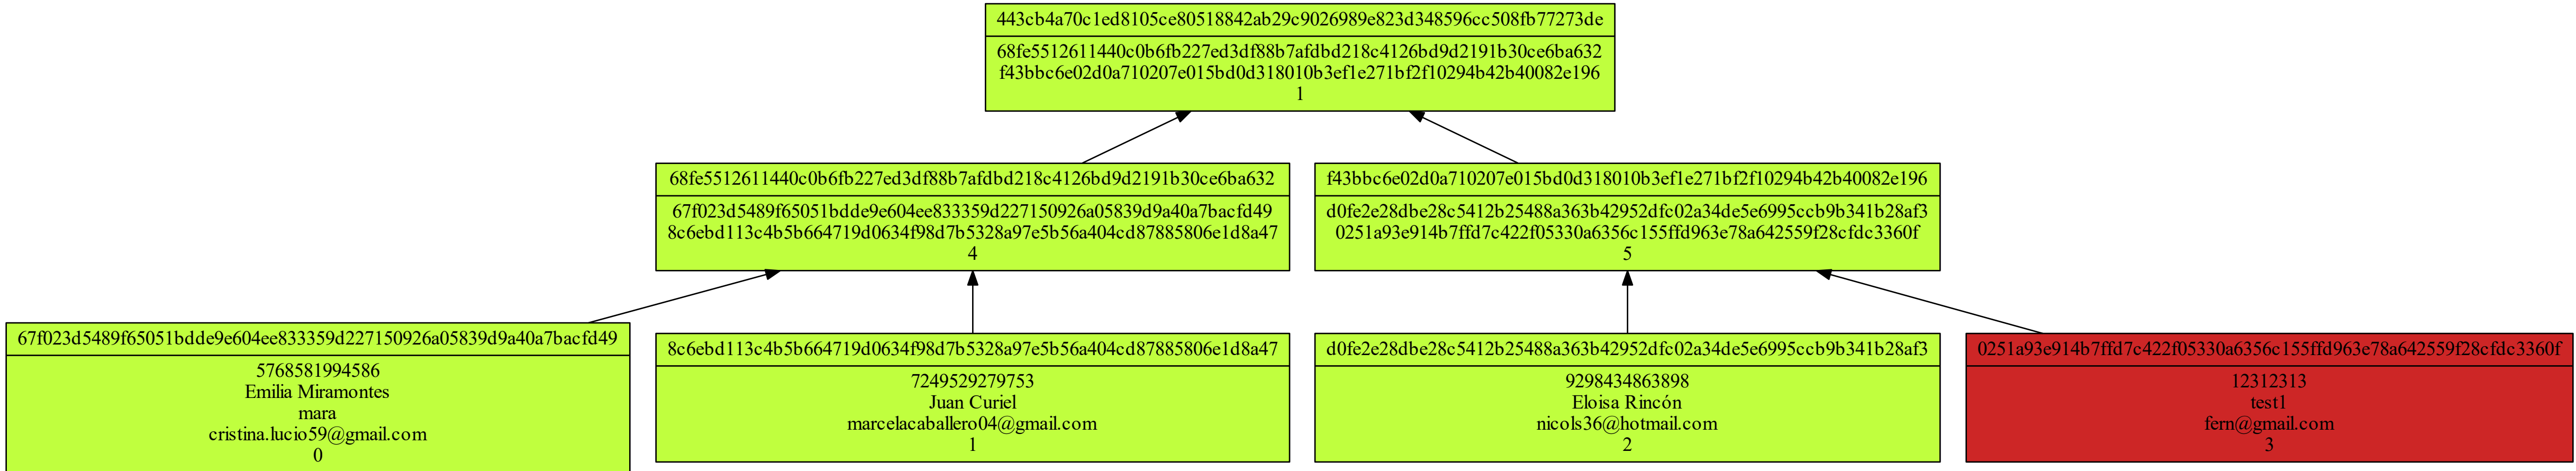 443cb4a70c1ed8105ce80518842ab29c9026989e823d348596cc508fb77273de
68fe5512611440c0b6fb227ed3df88b7afdbd218c4126bd9d2191b30ce6ba632
f43bbc6e02d0a710207e015bd0d318010b3ef1e271bf2f10294b42b40082e196
1
68fe5512611440c0b6fb227ed3df88b7afdbd218c4126bd9d2191b30ce6ba632
67f023d5489f65051bdde9e604ee833359d227150926a05839d9a40a7bacfd49
8c6ebd113c4b5b664719d0634f98d7b5328a97e5b56a404cd87885806e1d8a47
4
f43bbc6e02d0a710207e015bd0d318010b3ef1e271bf2f10294b42b40082e196
d0fe2e28dbe28c5412b25488a363b42952dfc02a34de5e6995ccb9b341b28af3
0251a93e914b7ffd7c422f05330a6356c155ffd963e78a642559f28cfdc3360f
5
67f023d5489f65051bdde9e604ee833359d227150926a05839d9a40a7bacfd49
5768581994586
Emilia Miramontes
mara
cristina.lucio59@gmail.com
0
8c6ebd113c4b5b664719d0634f98d7b5328a97e5b56a404cd87885806e1d8a47
7249529279753
Juan Curiel
marcelacaballero04@gmail.com
1
d0fe2e28dbe28c5412b25488a363b42952dfc02a34de5e6995ccb9b341b28af3
9298434863898
Eloisa Rincón
nicols36@hotmail.com
2
0251a93e914b7ffd7c422f05330a6356c155ffd963e78a642559f28cfdc3360f
12312313
test1
fern@gmail.com
3